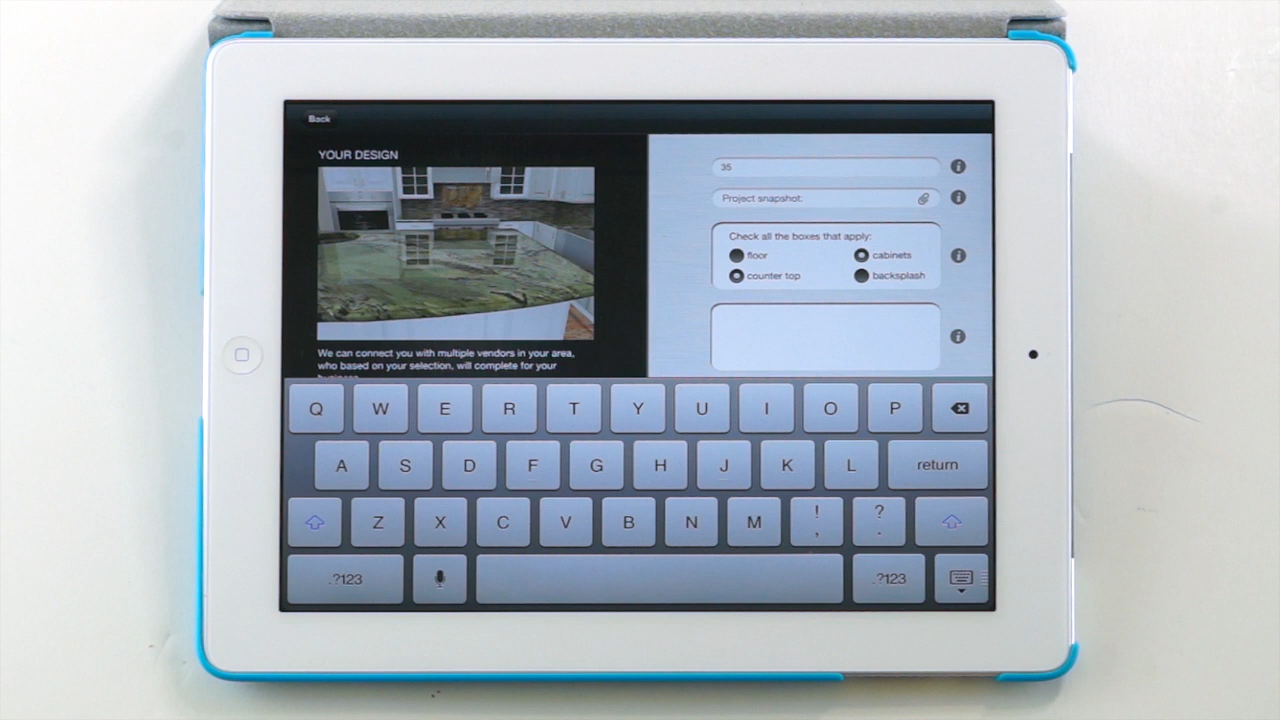 Back
YOUR DESIGN
We can connect you with multiple vendors in your area,
who based on your selection, will complete for your
35
Project snapshot:
Check all the boxes that apply:
floor
cabinets
counter top
backsplash
Q W E R T Y U I O P
A S D F G H J K L return
Z X C V B N M ! , ? .
.?123 .?123